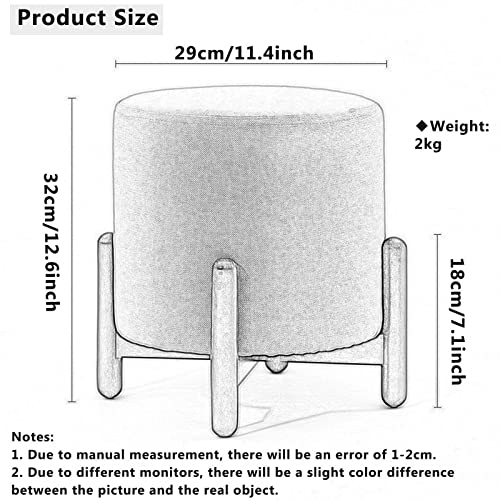 Product Size
29cm/11.4inch
◆Weight:
2kg
32cm/12.6inch
18cm/7.1inch
Notes:
1. Due to manual measurement, there will be an error of 1-2cm.
2. Due to different monitors, there will be a slight color difference
between the picture and the real object.